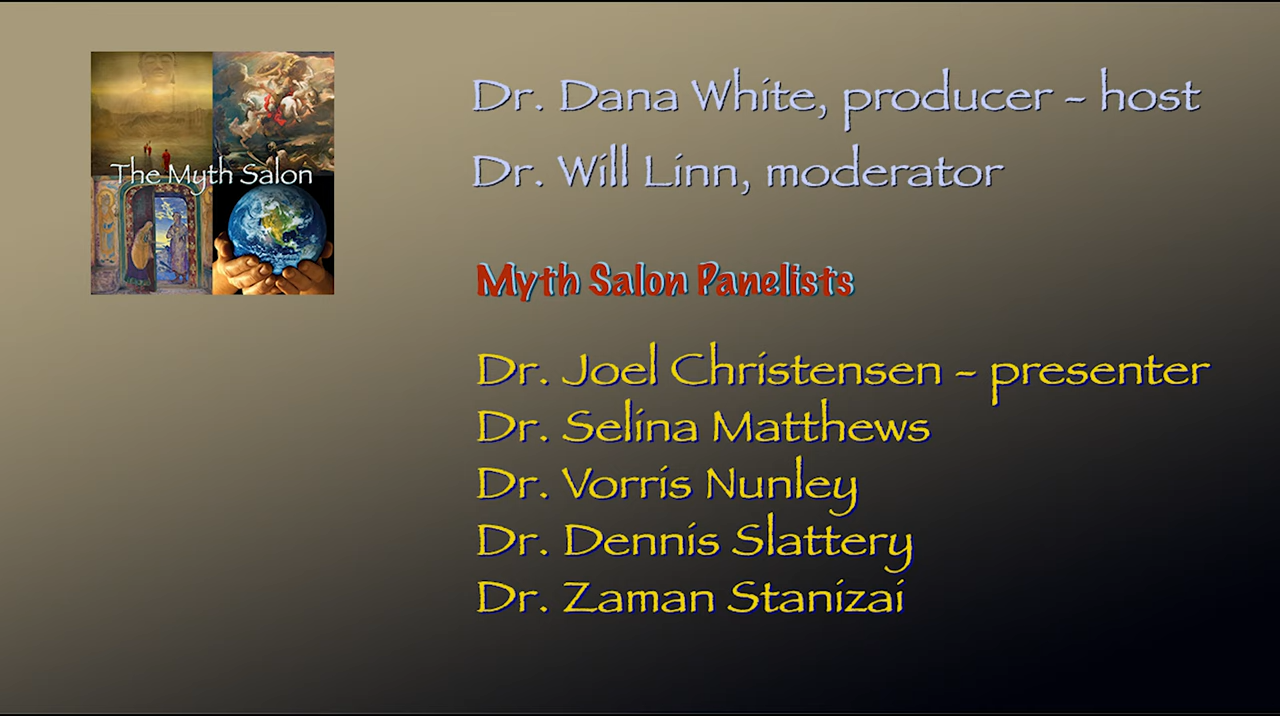 The Myth Salon
Dr. Dana White, producer - host
Dr. Will Linn, moderator
Myth Salon Panelists
Dr. Joel Christensen - presenter
Dr. Selina Matthews
Dr. Vorris Nunley
Dr. Dennis Slattery
Dr. Zaman Stanizai